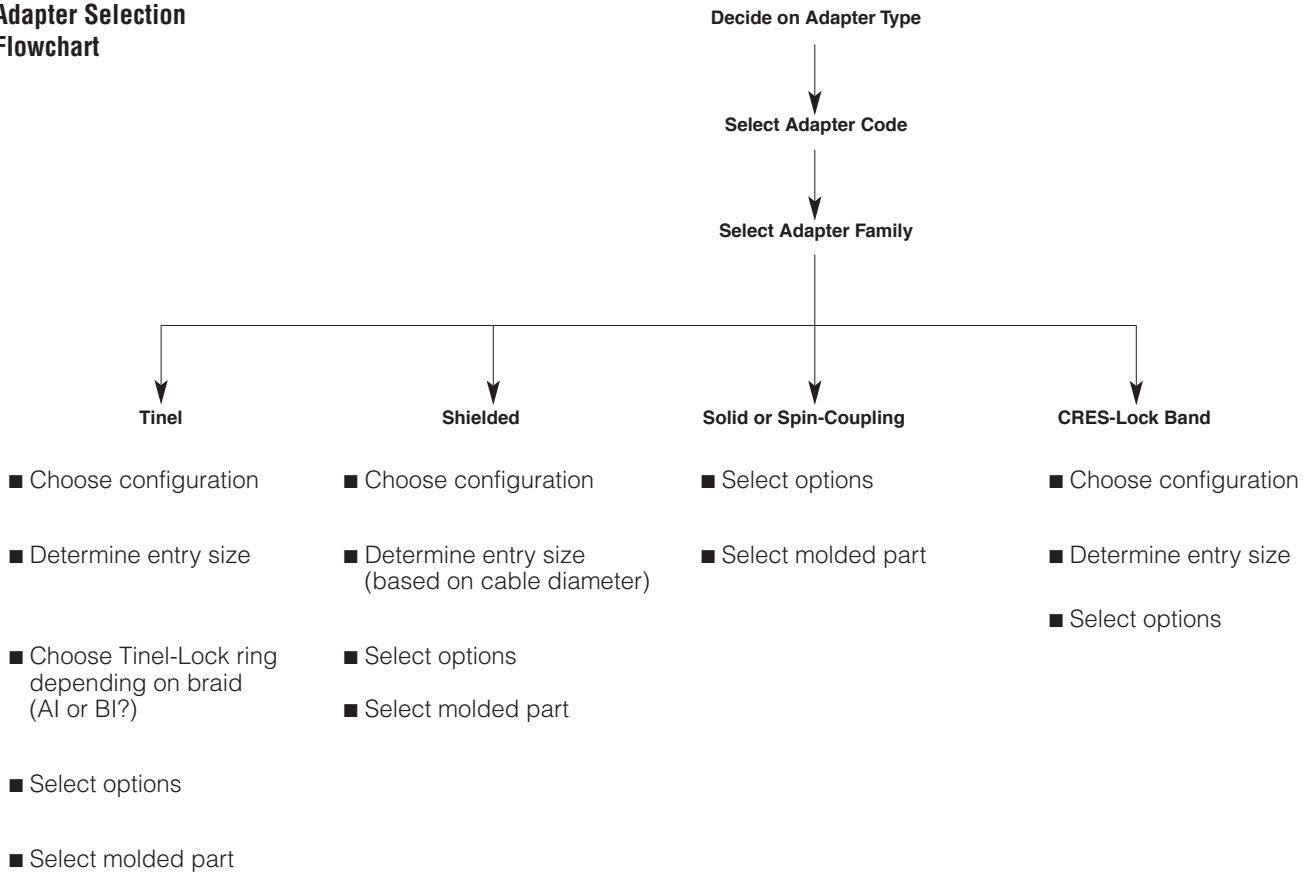 Adapter Selection
Flowchart
Decide on Adapter Type
Select Adapter Code
Select Adapter Family
Tinel
■ Choose configuration
■ Determine entry size
■ Choose Tinel-Lock ring
depending on braid
(AI or BI?)
■ Select options
■ Select molded part
Shielded
■ Choose configuration
■ Determine entry size
(based on cable diameter)
■ Select options
■ Select molded part
Solid or Spin-Coupling
■ Select options
■ Select molded part
CRES-Lock Band
■ Choose configuration
■ Determine entry size
■ Select options